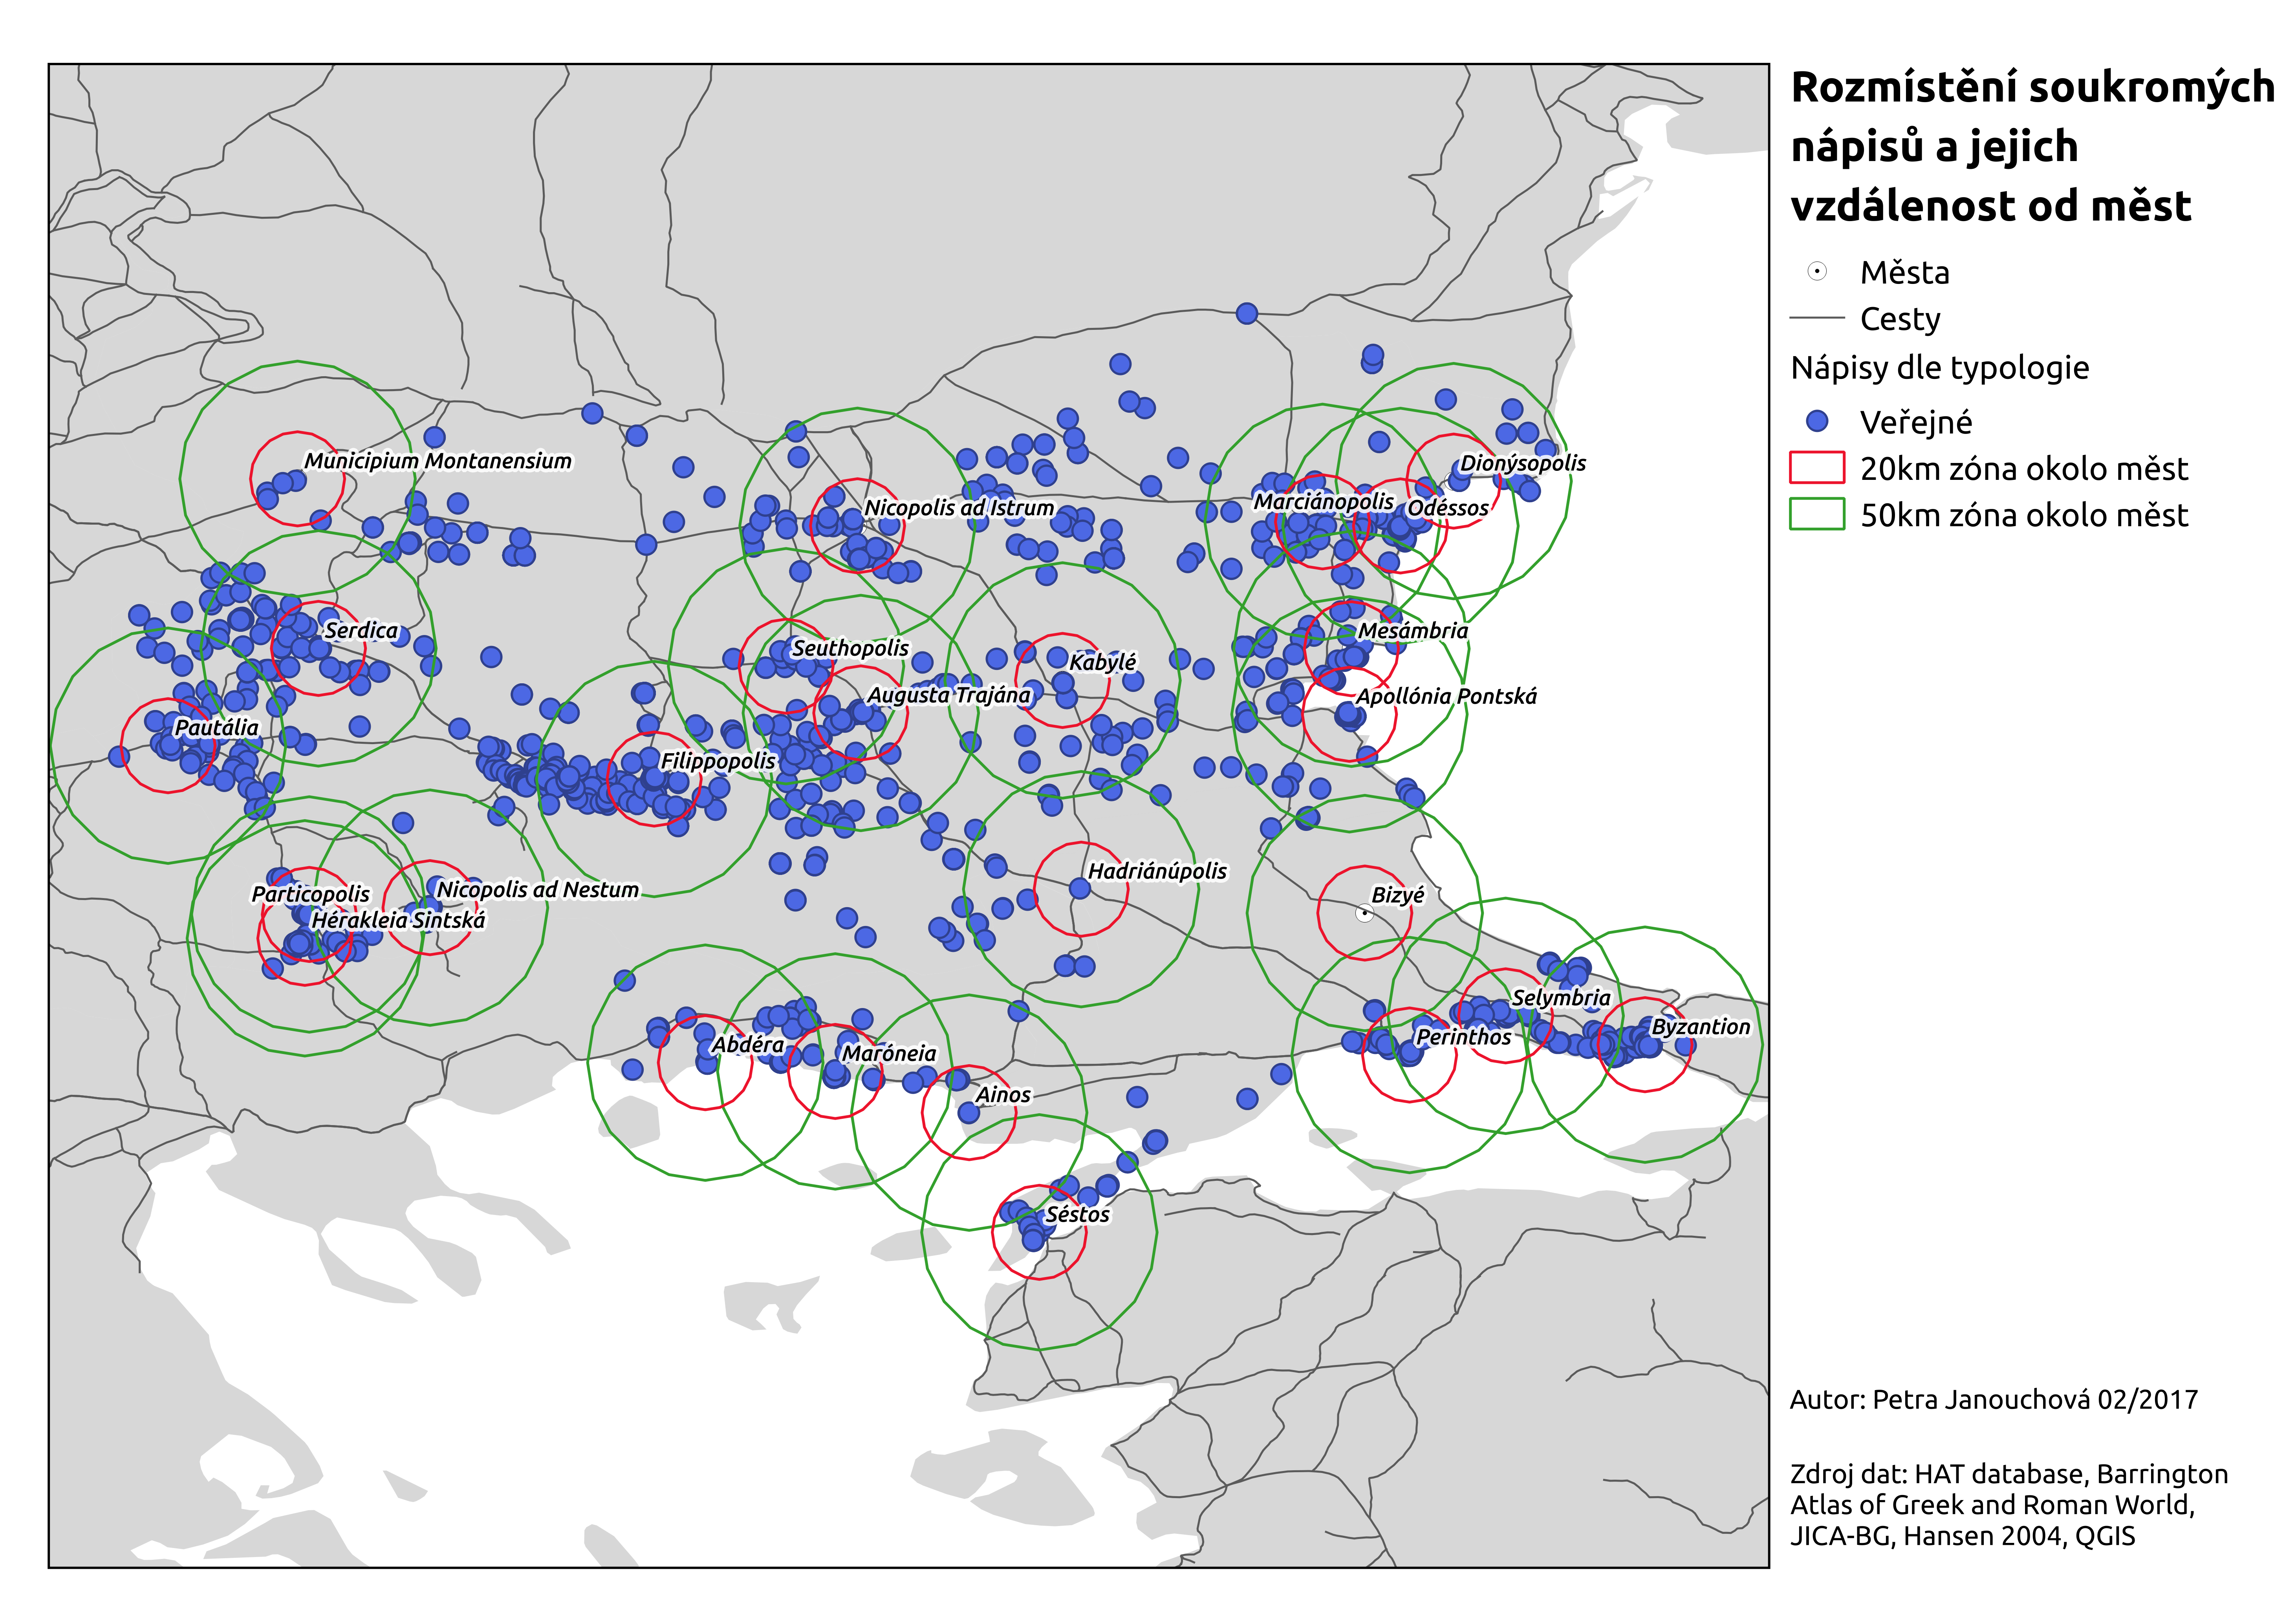 Rozmístění soukromých
nápisů a jejich
vzdálenost od měst
Města
Cesty
Nápisy dle typologie
Veřejné
20km zóna okolo měst
50km zóna okolo měst
Municipium Montanensium
Dionýsopolis
Marciánopolis
Odéssos
Nicopolis ad Istrum
Serdica
Mesámbria
Seuthopolis
Kabylé
Augusta Trajána
Apollónia Pontská
Pautália
Filippopolis
Hadriánúpolis
Nicopolis ad Nestum
Particopolis
Bizyé
Hérakleia Sintská
Selymbria
Byzantion
Perinthos
Abdéra
Maróneia
Ainos
Séstos
Autor: Petra Janouchová 02/2017
Zdroj dat: HAT database, Barrington
Atlas of Greek and Roman World,
JICA-BG, Hansen 2004, QGIS